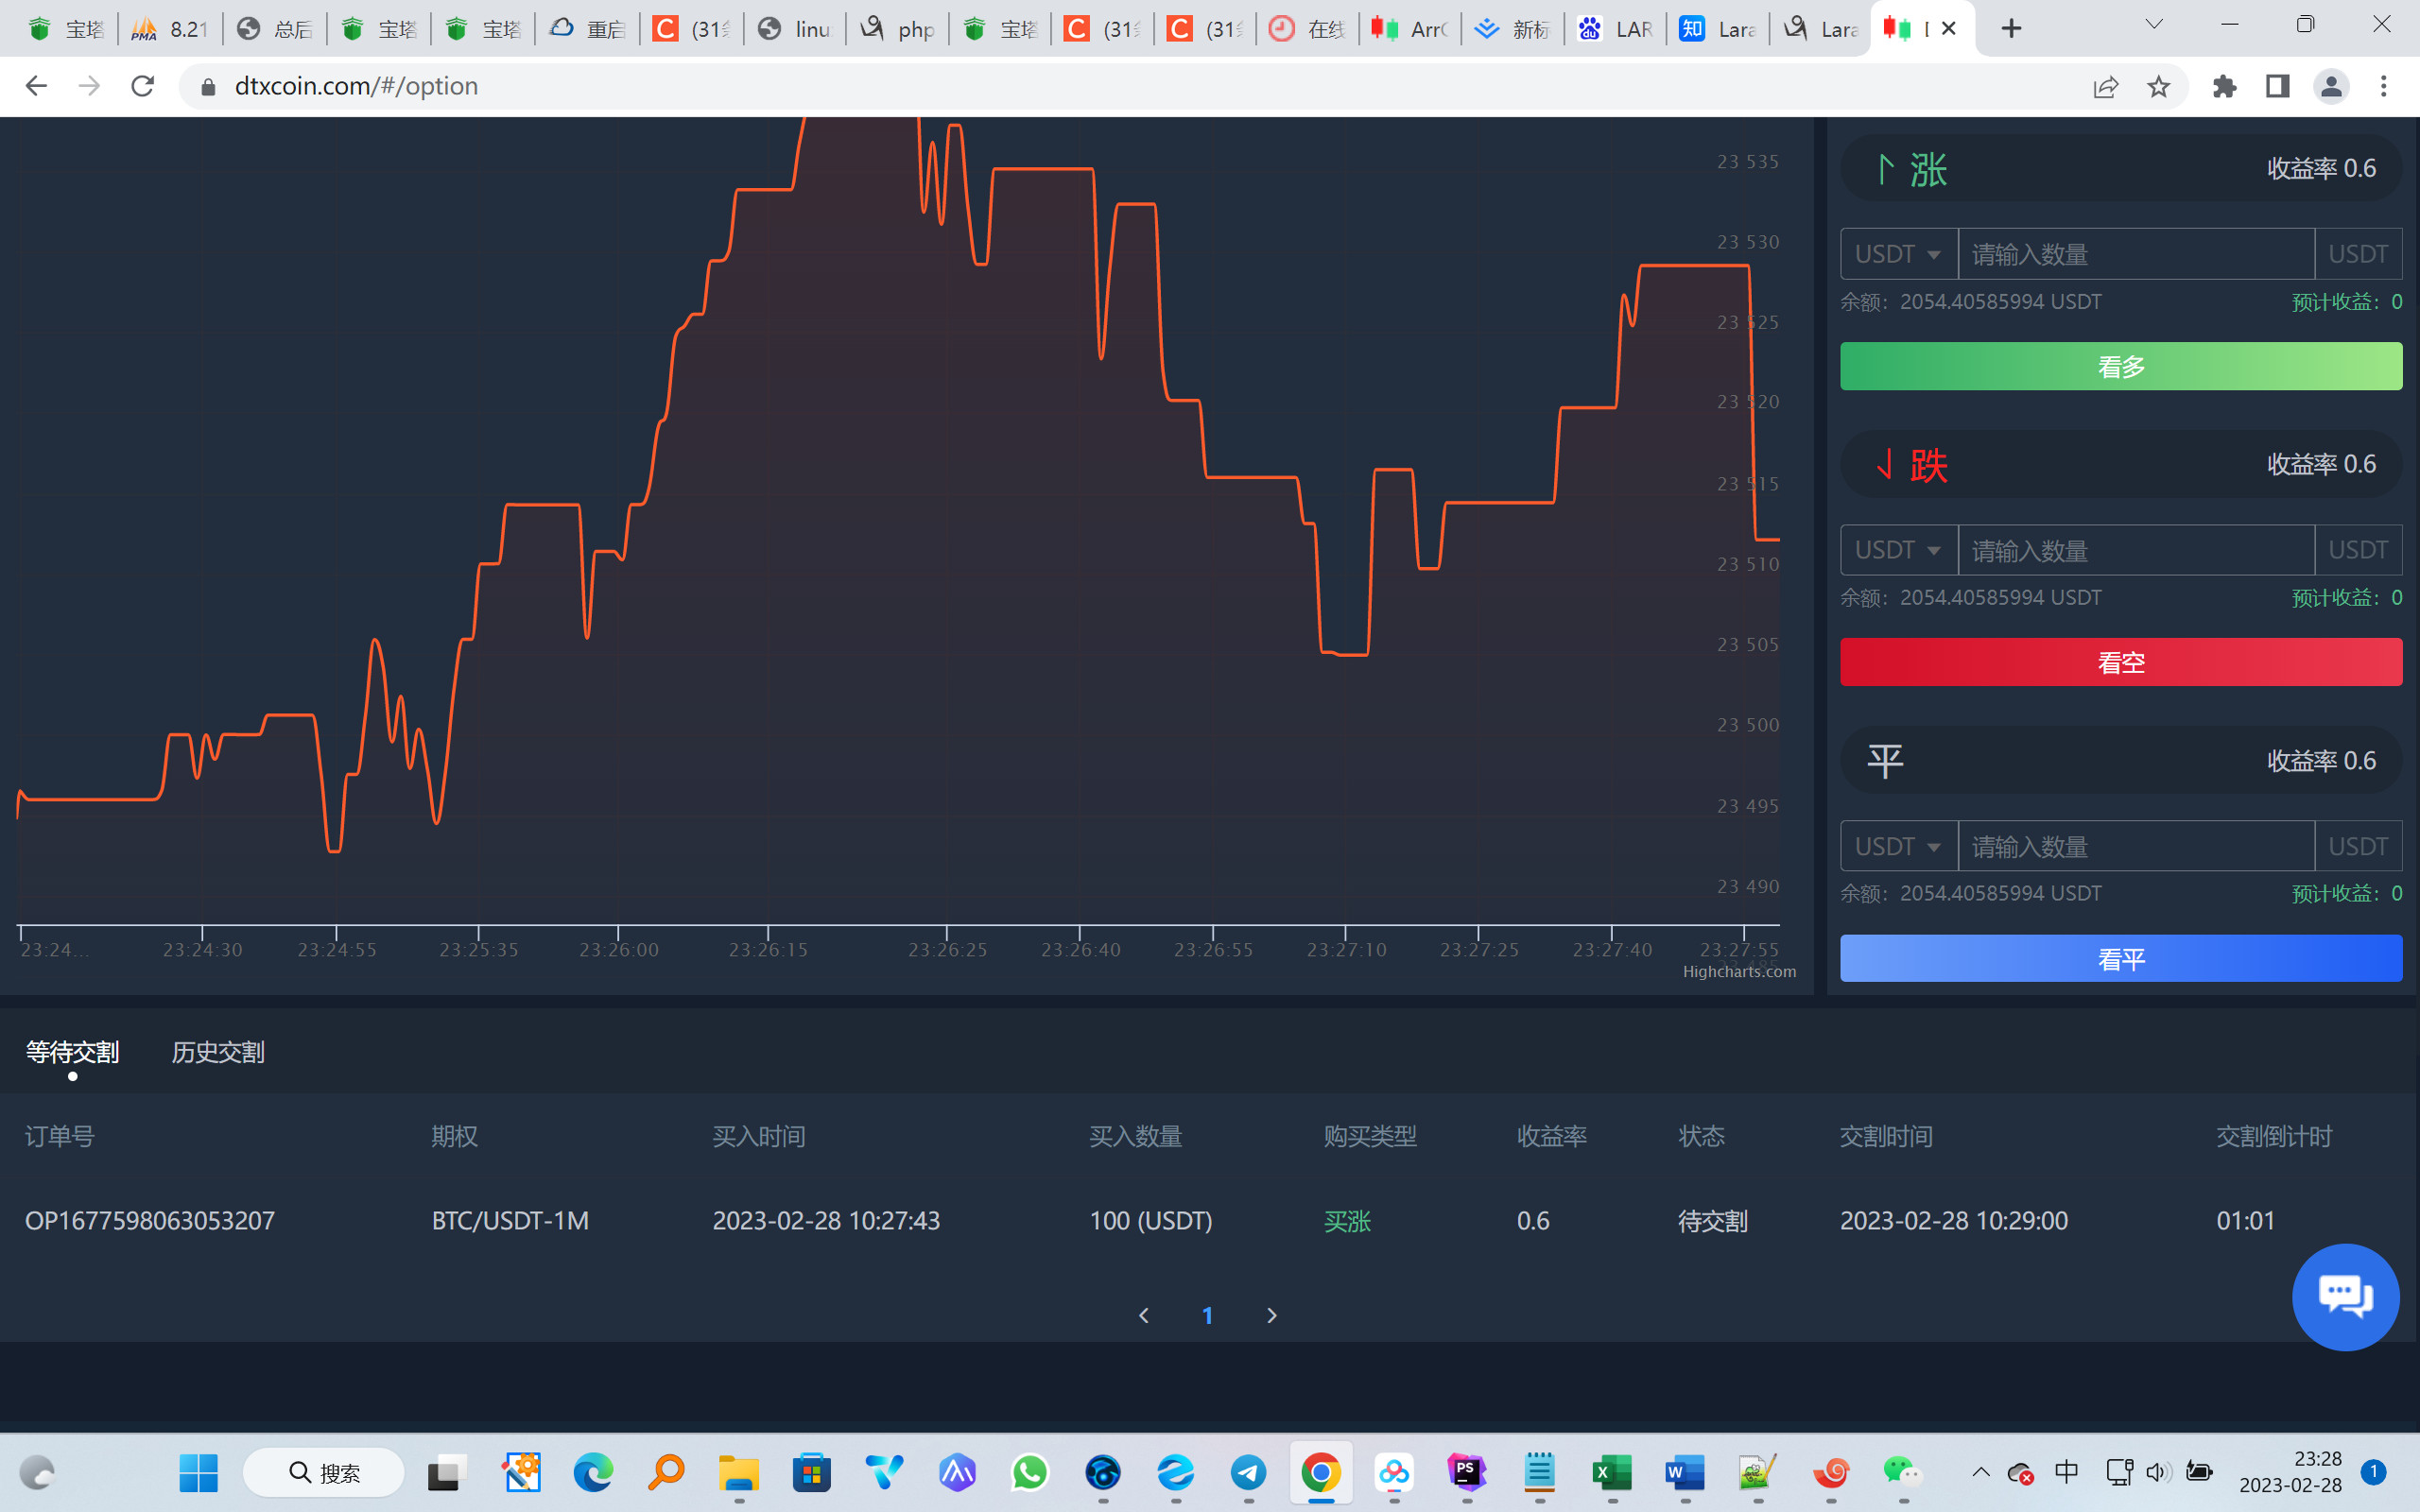 宝塔
8.21
总后
宝塔
宝塔
重启
(31条
linu
php
宝塔
(31条
(31条
在线
Arr
新标
LAR
Lara
Lara
dtxcoin.com/#/option
23 535
23 530
23 525
23 520
23 515
23 510
23 505
23 500
23 495
23 490
23:24...
23:24:30
23:24:55
23:25:35
23:26:00
23:26:15
23:26:25
23:26:40
23:26:55
23:27:10
23:27:25
23:27:40
23:27:55
23 485
Highcharts.com
涨
收益率 0.6
USDT
请输入数量
USDT
余额：2054.40585994 USDT
预计收益：0
看多
跌
收益率 0.6
USDT
请输入数量
USDT
余额：2054.40585994 USDT
预计收益：0
看空
平
收益率 0.6
USDT
请输入数量
USDT
余额：2054.40585994 USDT
预计收益：0
看平
等待交割 历史交割
订单号 期权 买入时间 买入数量 购买类型 收益率 状态 交割时间 交割倒计时
OP1677598063053207 BTC/USDT-1M 2023-02-28 10:27:43 100 (USDT) 买涨 0.6 待交割 2023-02-28 10:29:00 01:01
1
搜索
中
23:28
2023-02-28
1